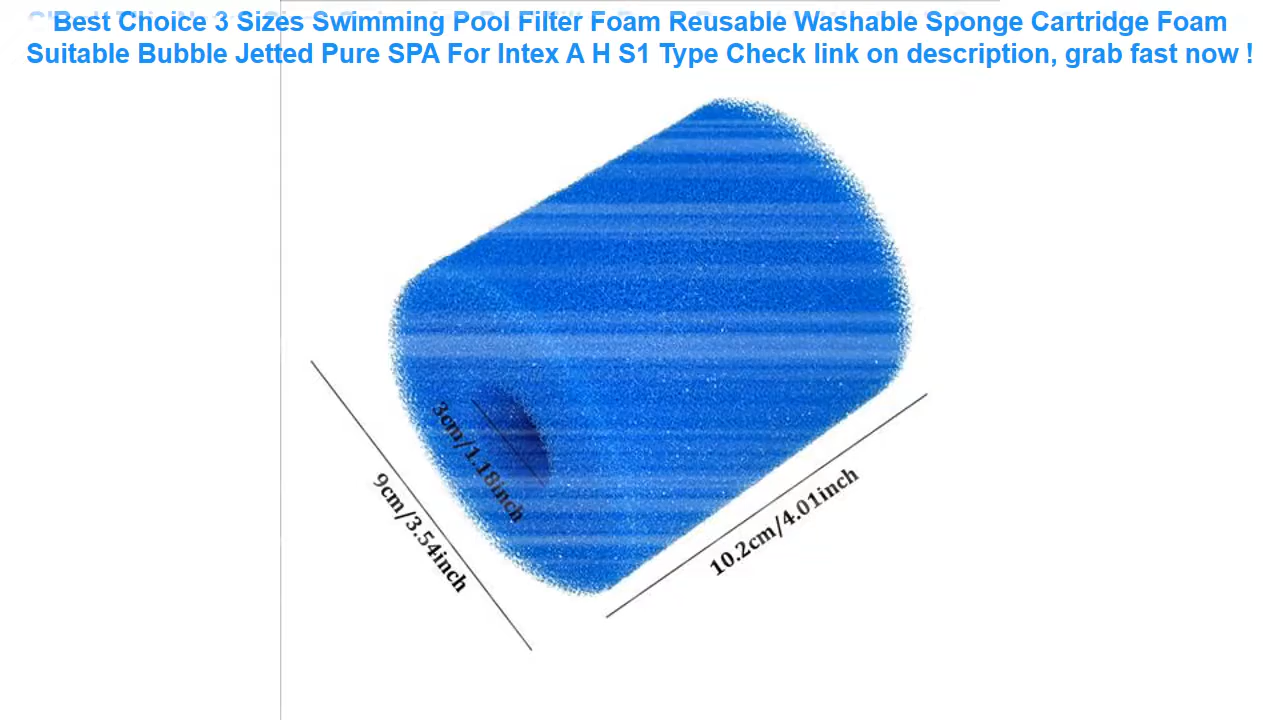 Best Choice 3 Sizes Swimming Pool Filter Foam Reusable Washable Sponge Cartridge Foam
Suitable Bubble Jetted Pure SPA For Intex A H S1 Type Check link on description, grab fast now !
3cm/1.18inch
9cm/3.54inch
10.2cm/4.01inch